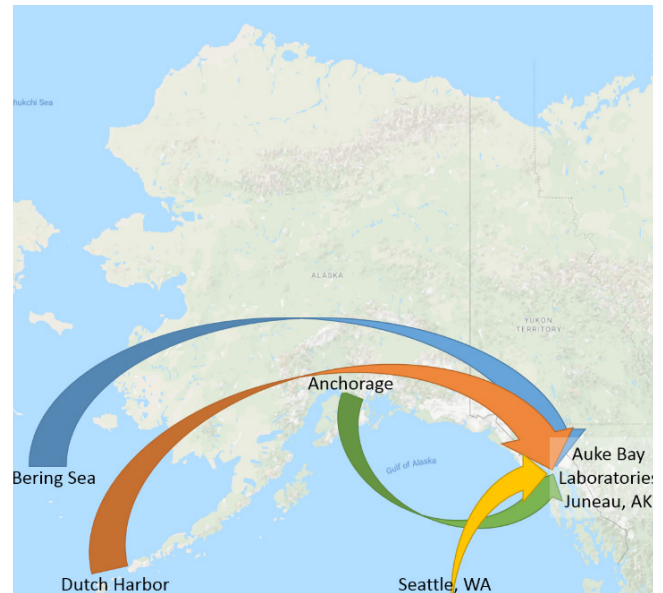 hukchi Sea
ALASKA
YUKON
TERRITORY
Anchorage
Gulf of Alaska
Bering Sea
Auke Bay
Laboratories
Juneau, AK
Dutch Harbor
Seattle, WA